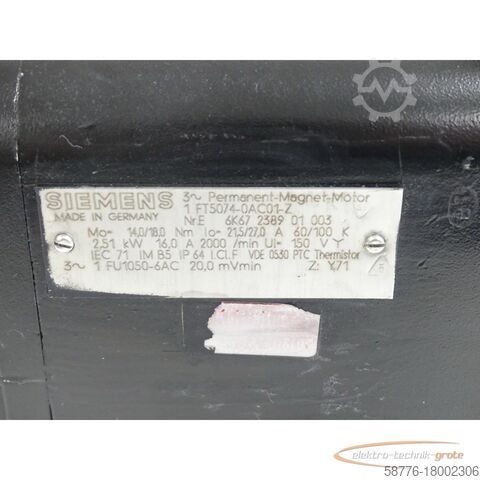 SIEMENS 3~ Permanent-Magnet-Motor
MADE IN GERMANY 1 FT5074-0AC01-Z
Nr.E 6K67 2389 01 003
Mo= 14,0/18,0 Nm Io= 21,5/27,0 A 60/100 K
2,51 kW 16,0 A 2000 /min Ui= 150 V Y
IEC 71 IM B5 IP 64 I.Cl.F VDE 0530 PTC Thermistor
3~ 1 FU1050-6AC 20,0 mVmin Z: Y71
elektro-technik-grote
58776-18002306